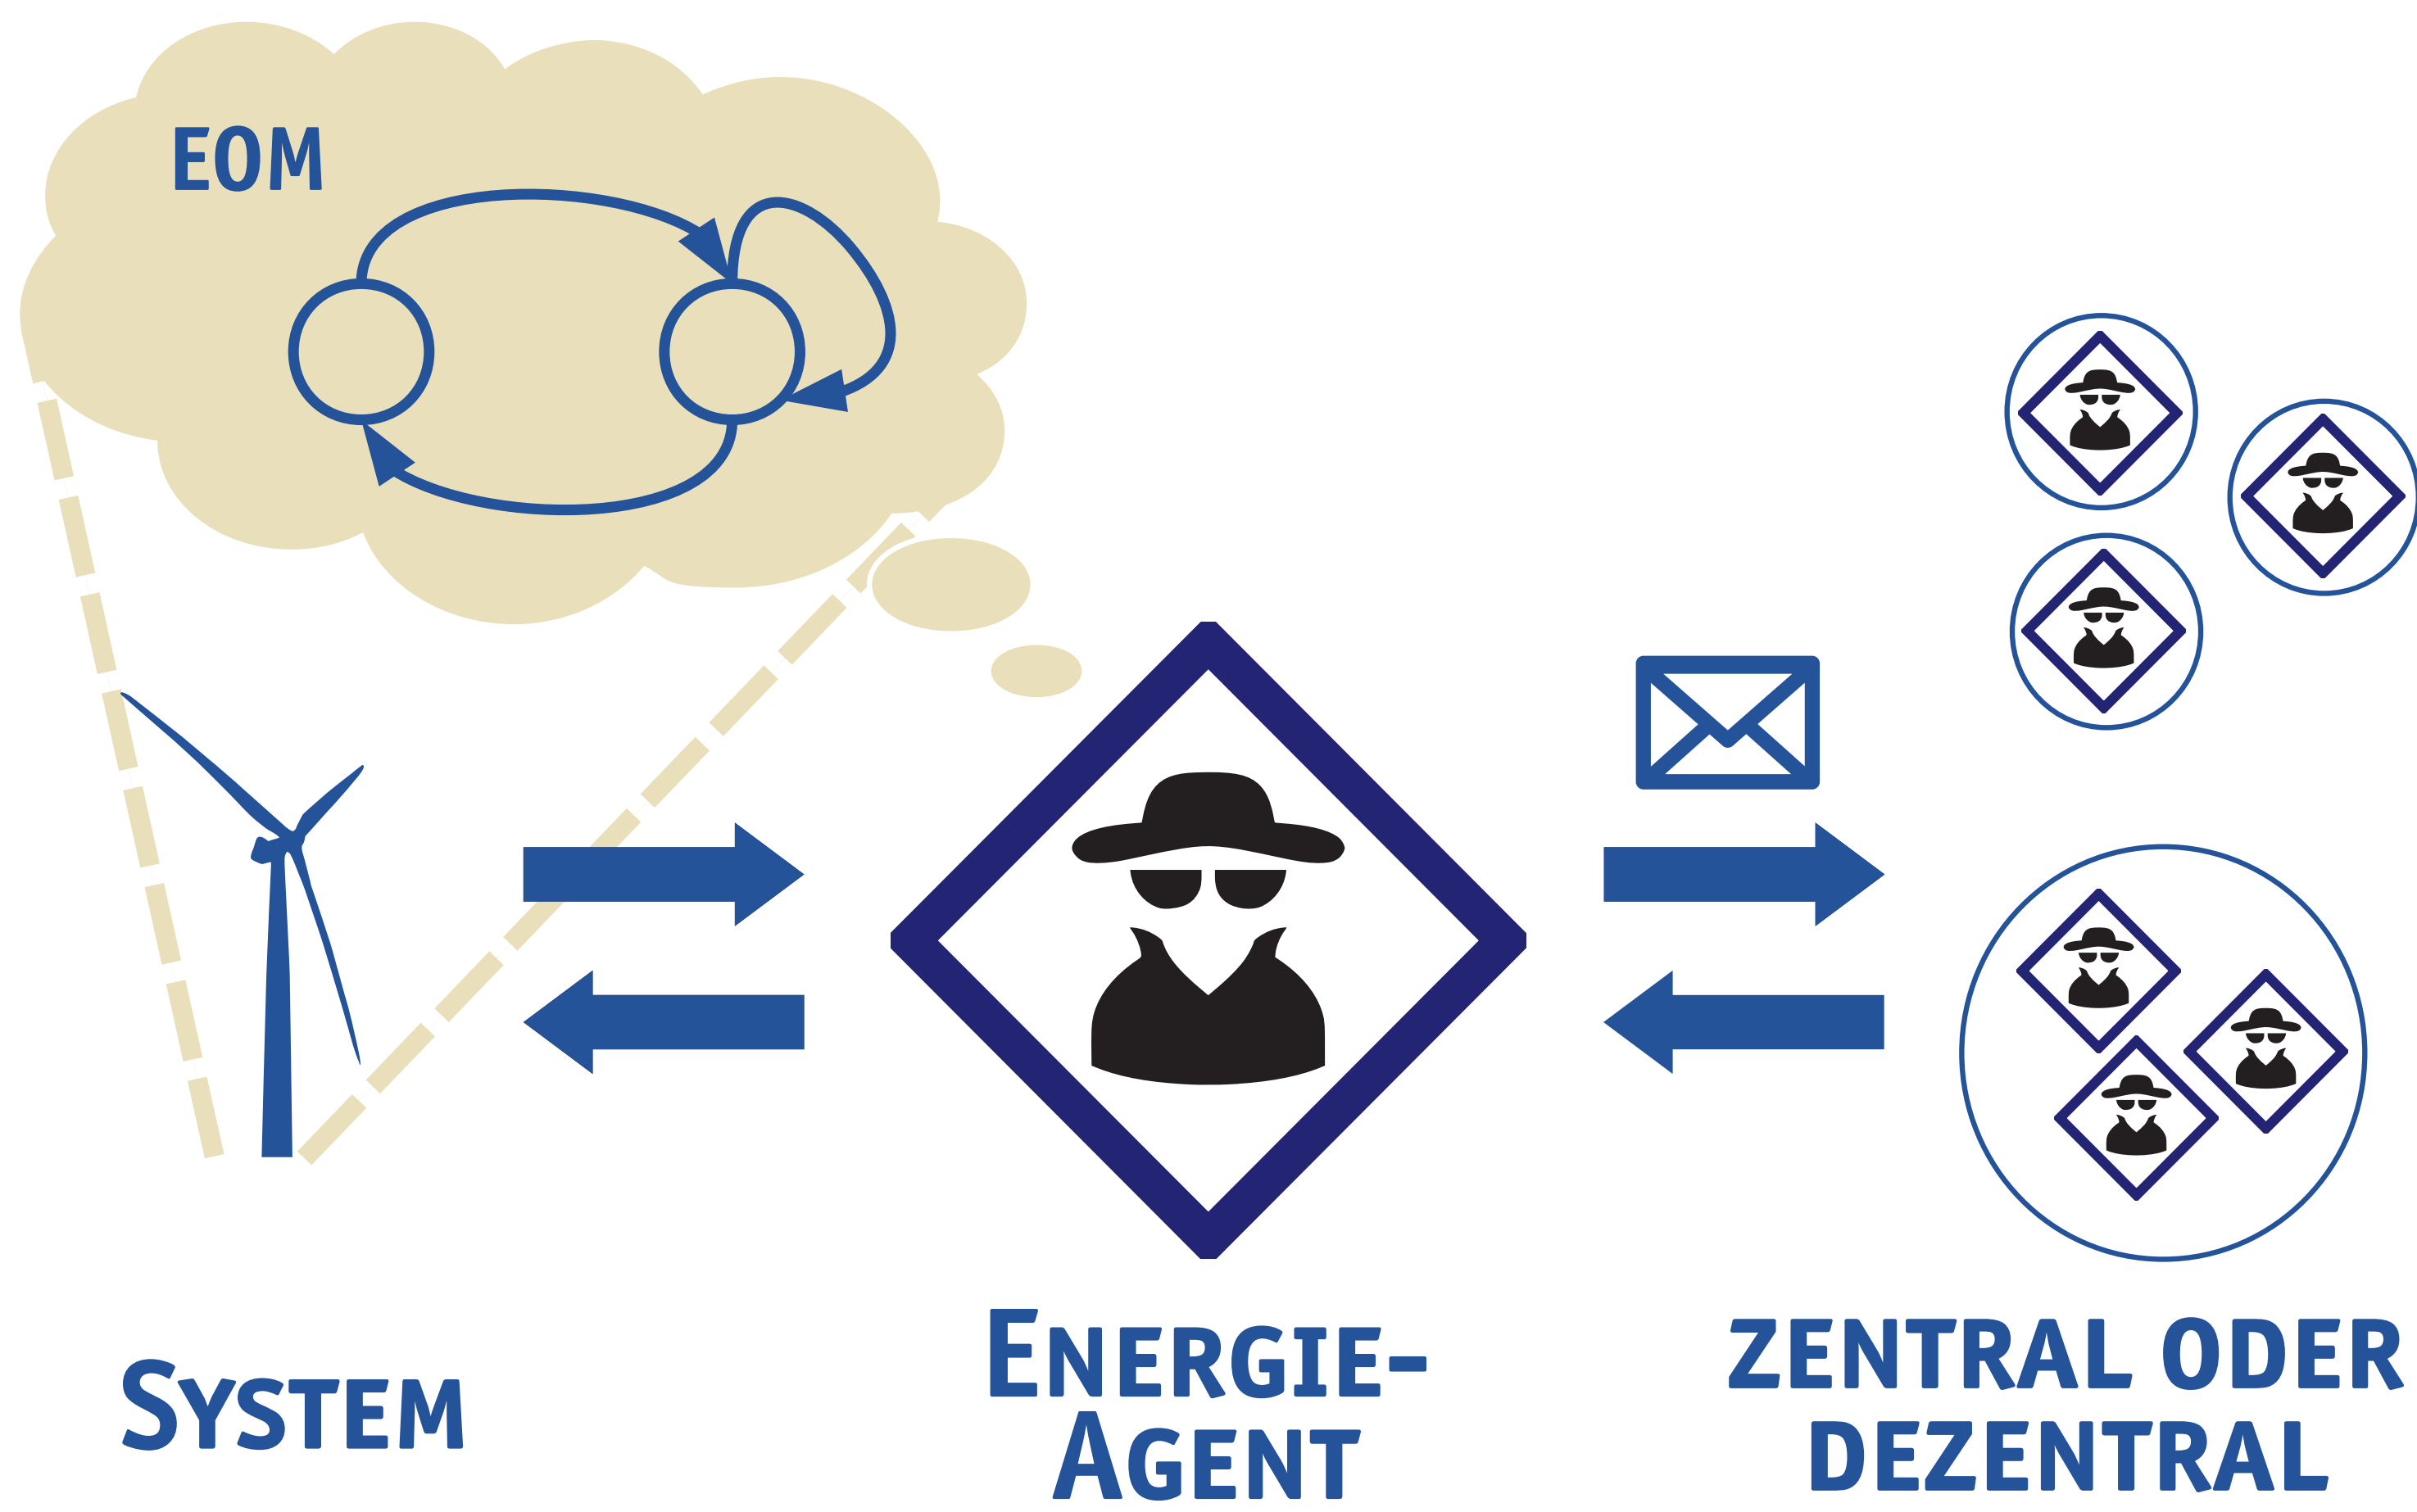 EOM
SYSTEM
ENERGIE-
AGENT
ZENTRAL ODER
DEZENTRAL